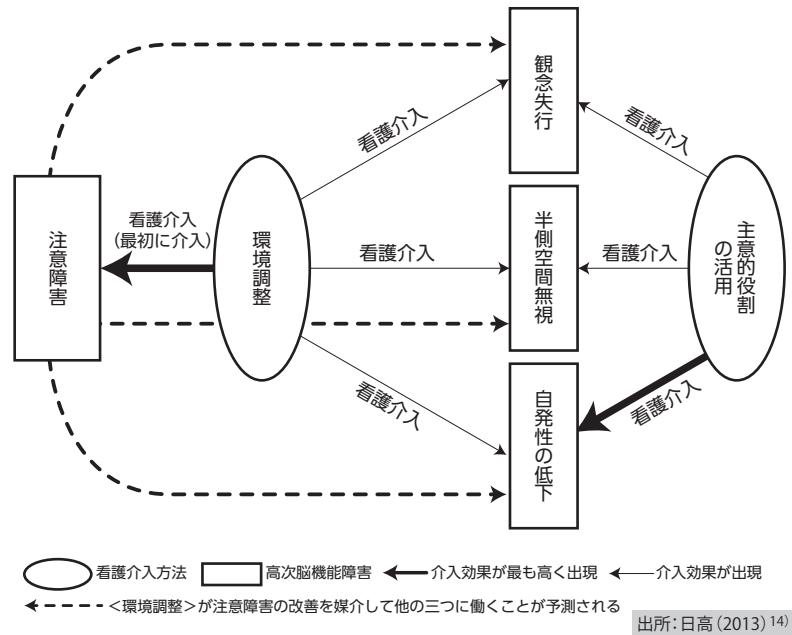 観念失行
看護介入
看護介入
看護介入
(最初に介入)
注意障害
環境調整
看護介入
半側空間無視
看護介入
主意的役割
の活用
看護介入
自発性の低下
看護介入
看護介入方法
高次脳機能障害
介入効果が最も高く出現
介入効果が出現
<環境調整>が注意障害の改善を媒介して他の三つに働くことが予測される
出所:日高(2013)14)